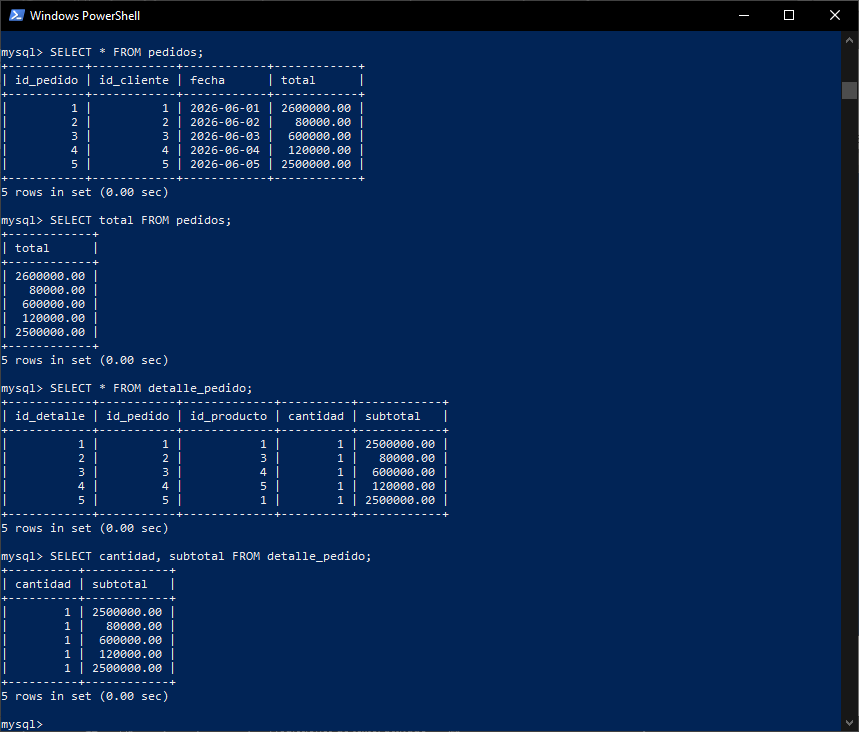 Windows PowerShell
mysql> SELECT * FROM pedidos;
+-----------+------------+------------+------------+
| id_pedido | id_cliente | fecha      | total      |
+-----------+------------+------------+------------+
|         1 |          1 | 2026-06-01 | 2600000.00 |
|         2 |          2 | 2026-06-02 |   80000.00 |
|         3 |          3 | 2026-06-03 |  600000.00 |
|         4 |          4 | 2026-06-04 |  120000.00 |
|         5 |          5 | 2026-06-05 | 2500000.00 |
+-----------+------------+------------+------------+
5 rows in set (0.00 sec)
mysql> SELECT total FROM pedidos;
+------------+
| total      |
+------------+
| 2600000.00 |
|   80000.00 |
|  600000.00 |
|  120000.00 |
| 2500000.00 |
+------------+
5 rows in set (0.00 sec)
mysql> SELECT * FROM detalle_pedido;
+------------+-----------+-------------+----------+------------+
| id_detalle | id_pedido | id_producto | cantidad | subtotal   |
+------------+-----------+-------------+----------+------------+
|          1 |         1 |           1 |        1 | 2500000.00 |
|          2 |         2 |           3 |        1 |   80000.00 |
|          3 |         3 |           4 |        1 |  600000.00 |
|          4 |         4 |           5 |        1 |  120000.00 |
|          5 |         5 |           1 |        1 | 2500000.00 |
+------------+-----------+-------------+----------+------------+
5 rows in set (0.00 sec)
mysql> SELECT cantidad, subtotal FROM detalle_pedido;
+----------+------------+
| cantidad | subtotal   |
+----------+------------+
|        1 | 2500000.00 |
|        1 |   80000.00 |
|        1 |  600000.00 |
|        1 |  120000.00 |
|        1 | 2500000.00 |
+----------+------------+
5 rows in set (0.00 sec)
mysql>